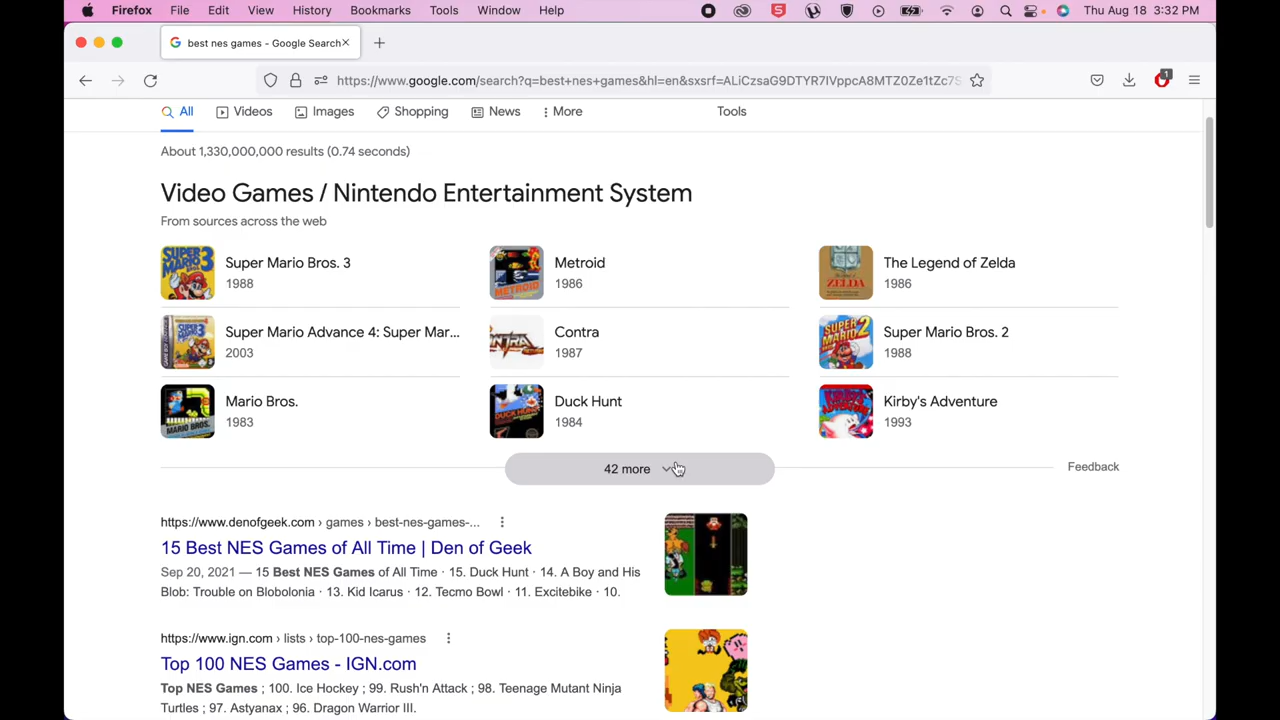 Firefox File Edit View History Bookmarks Tools Window Help Thu Aug 18 3:32 PM
best nes games - Google Search
https://www.google.com/search?q=best+nes+games&hl=en&sxsrf=ALiCzsaG9DTYR7IVppcA8MTZ0Ze1tZc7S
1
All Videos Images Shopping News More Tools
About 1,330,000,000 results (0.74 seconds)
Video Games / Nintendo Entertainment System
From sources across the web
Super Mario Bros. 3 Metroid The Legend of Zelda
1988 1986 1986
Super Mario Advance 4: Super Mar... Contra Super Mario Bros. 2
2003 1987 1988
Mario Bros. Duck Hunt Kirby's Adventure
1983 1984 1993
42 more
Feedback
https://www.denofgeek.com › games › best-nes-games-...
15 Best NES Games of All Time | Den of Geek
Sep 20, 2021 — 15 Best NES Games of All Time · 15. Duck Hunt · 14. A Boy and His
Blob: Trouble on Blobolonia · 13. Kid Icarus · 12. Tecmo Bowl · 11. Excitebike · 10.
https://www.ign.com › lists › top-100-nes-games
Top 100 NES Games - IGN.com
Top NES Games ; 100. Ice Hockey ; 99. Rush'n Attack ; 98. Teenage Mutant Ninja
Turtles ; 97. Astyanax ; 96. Dragon Warrior III.